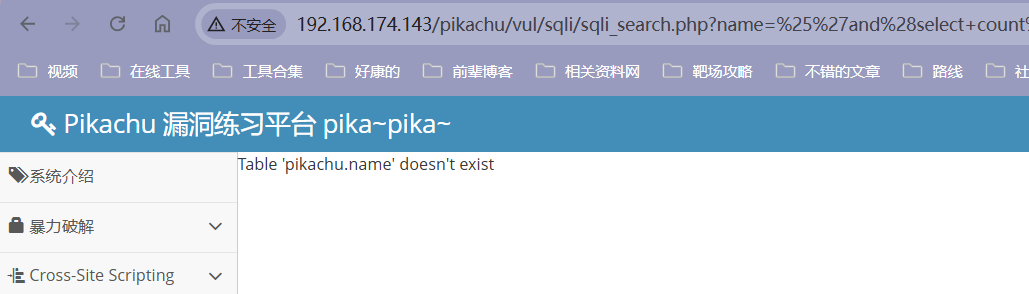 不安全 192.168.174.143/pikachu/vul/sqli/sqli_search.php?name=%25%27and%28select+count%
视频 在线工具 工具合集 好康的 前辈博客 相关资料网 靶场攻略 不错的文章 路线 社
Pikachu 漏洞练习平台 pika~pika~
系统介绍
Table 'pikachu.name' doesn't exist
暴力破解
Cross-Site Scripting